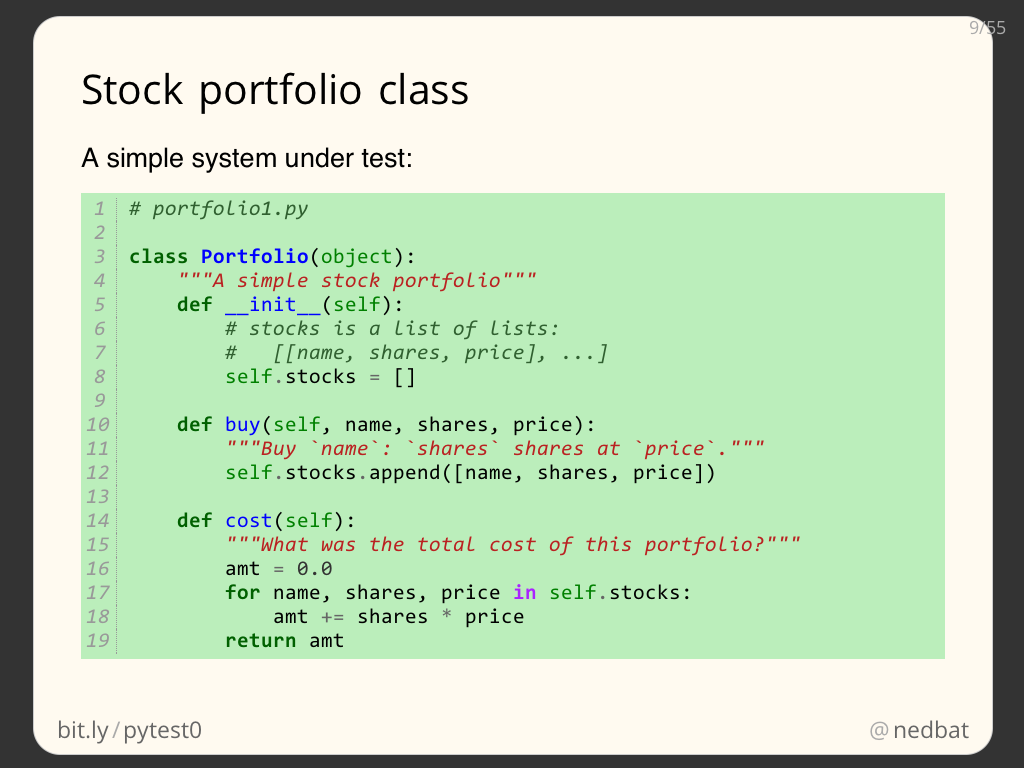 9/55
Stock portfolio class
A simple system under test:
1 # portfolio1.py
2
3 class Portfolio(object):
4     """A simple stock portfolio"""
5     def __init__(self):
6         # stocks is a list of lists:
7         #   [[name, shares, price], ...]
8         self.stocks = []
9
10     def buy(self, name, shares, price):
11         """Buy `name`: `shares` shares at `price`."""
12         self.stocks.append([name, shares, price])
13
14     def cost(self):
15         """What was the total cost of this portfolio?"""
16         amt = 0.0
17         for name, shares, price in self.stocks:
18             amt += shares * price
19         return amt
bit.ly/pytest0
@nedbat